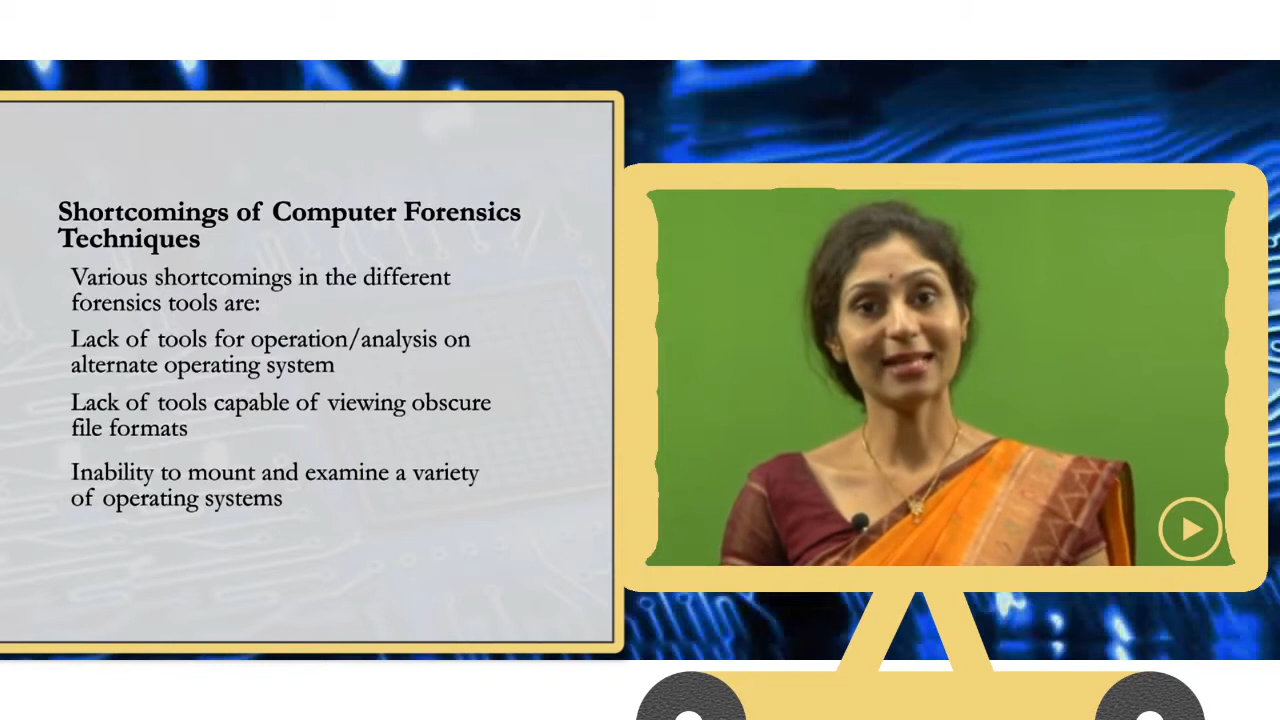 Shortcomings of Computer Forensics
Techniques
Various shortcomings in the different
forensics tools are:
Lack of tools for operation/analysis on
alternate operating system
Lack of tools capable of viewing obscure
file formats
Inability to mount and examine a variety
of operating systems